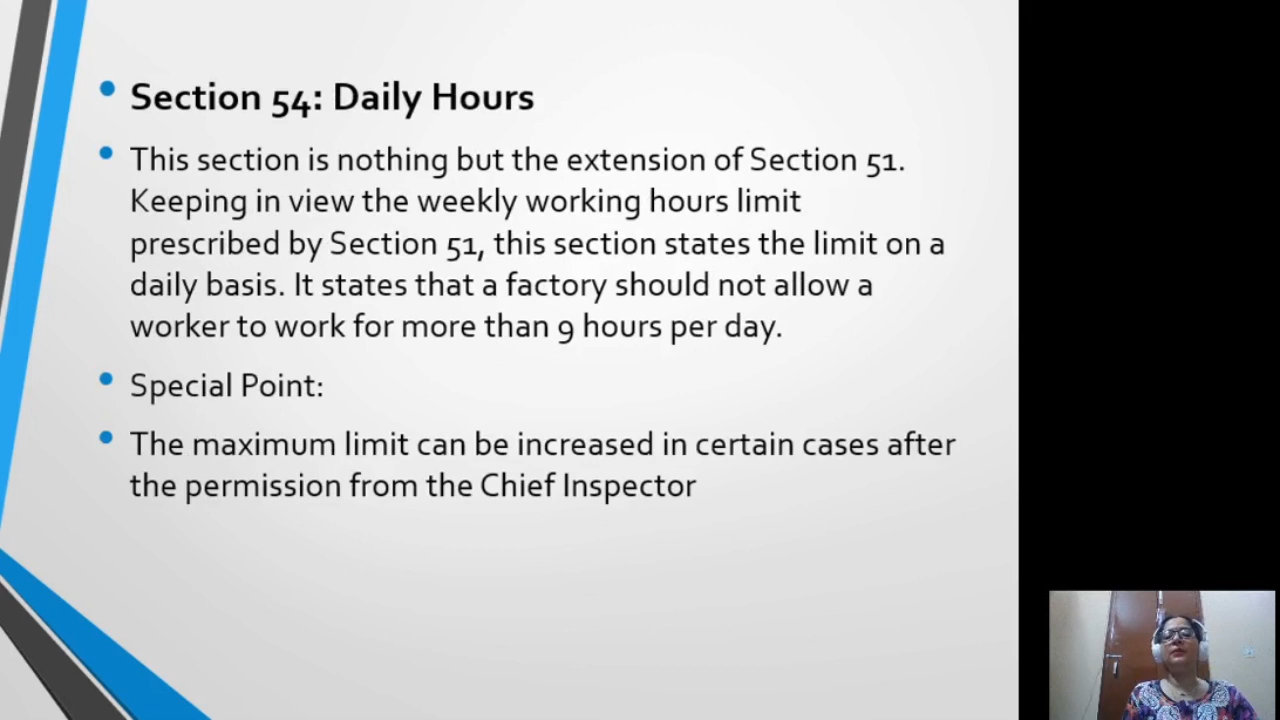 Section 54: Daily Hours
This section is nothing but the extension of Section 51.
Keeping in view the weekly working hours limit
prescribed by Section 51, this section states the limit on a
daily basis. It states that a factory should not allow a
worker to work for more than 9 hours per day.
Special Point:
The maximum limit can be increased in certain cases after
the permission from the Chief Inspector